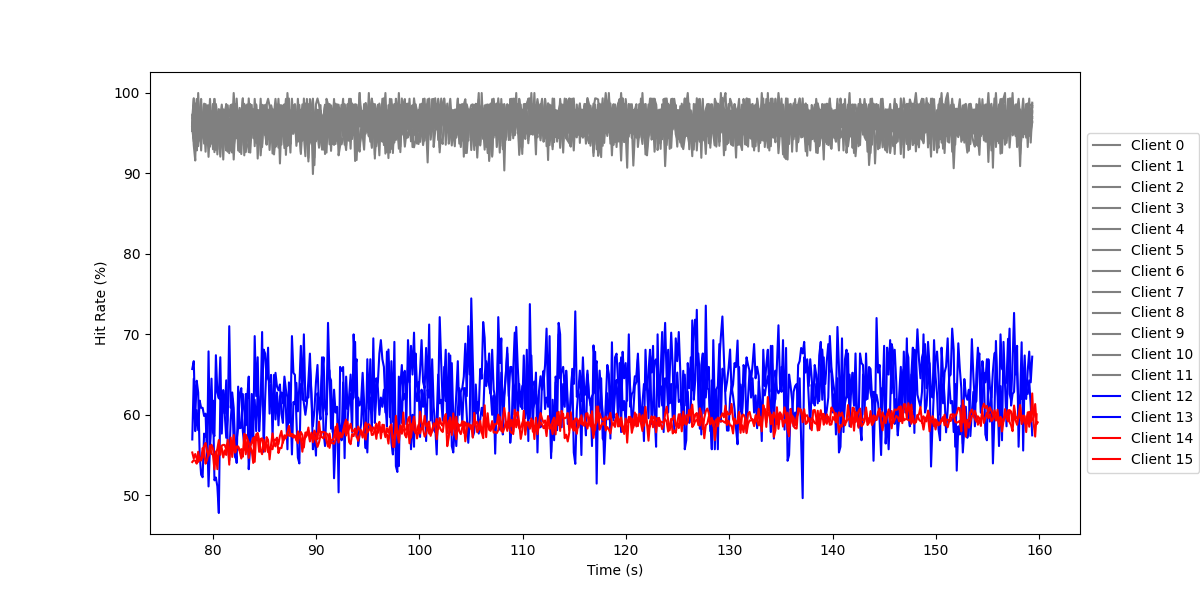 100
90
80
70
60
50
Hit Rate (%)
80 90 100 110 120 130 140 150 160
Time (s)
Client 0
Client 1
Client 2
Client 3
Client 4
Client 5
Client 6
Client 7
Client 8
Client 9
Client 10
Client 11
Client 12
Client 13
Client 14
Client 15